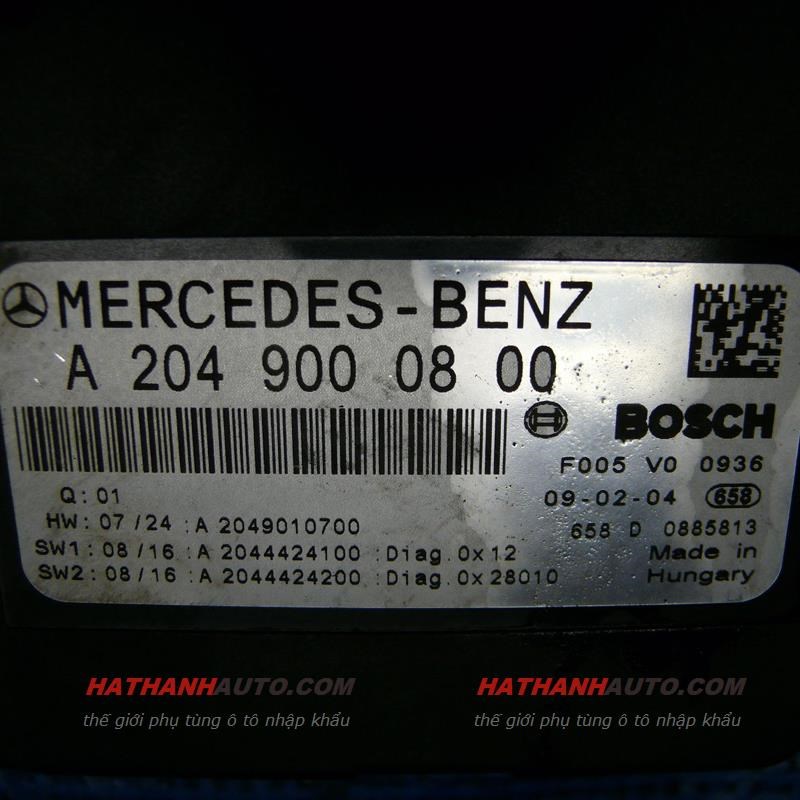 MERCEDES-BENZ
A 204 900 08 00
BOSCH
F005 V0 0936
Q: 01
09-02-04 658
HW: 07/24 :A 2049010700
658 D 0885813
SW1: 08/16 :A 2044424100 :Diag.0x12
Made in
SW2: 08/16 :A 2044424200 :Diag.0x28010
Hungary
HATHANHAUTO.COM
thế giới phụ tùng ô tô nhập khẩu
HATHANHAUTO.COM
thế giới phụ tùng ô tô nhập khẩu